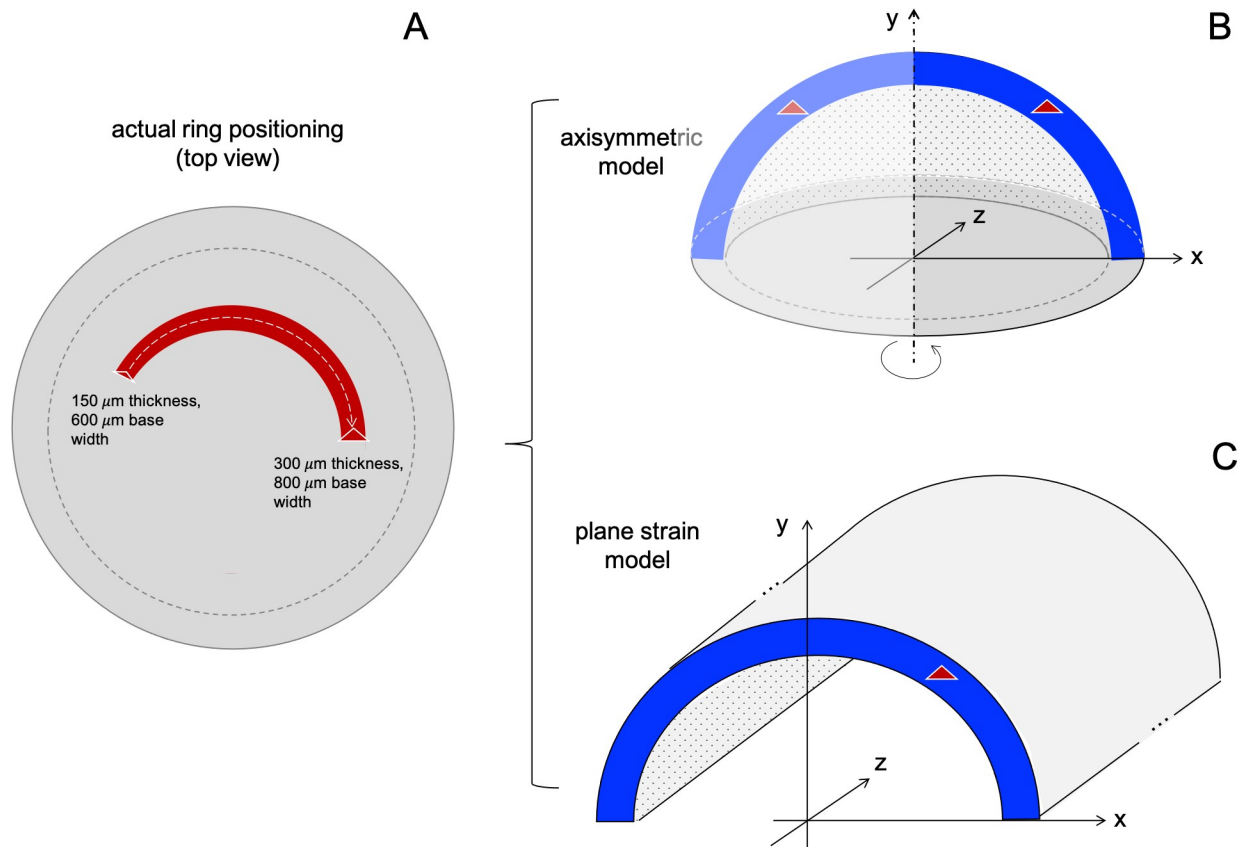 A
actual ring positioning
(top view)
150 μm thickness,
600 μm base
width
300 μm thickness,
800 μm base
width
B
axisymmetric
model
y
z
x
C
plane strain
model
y
z
x